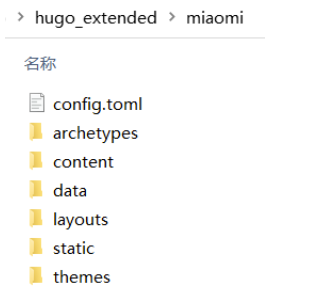 > hugo_extended > miaomi
名称
config.toml
archetypes
content
data
layouts
static
themes